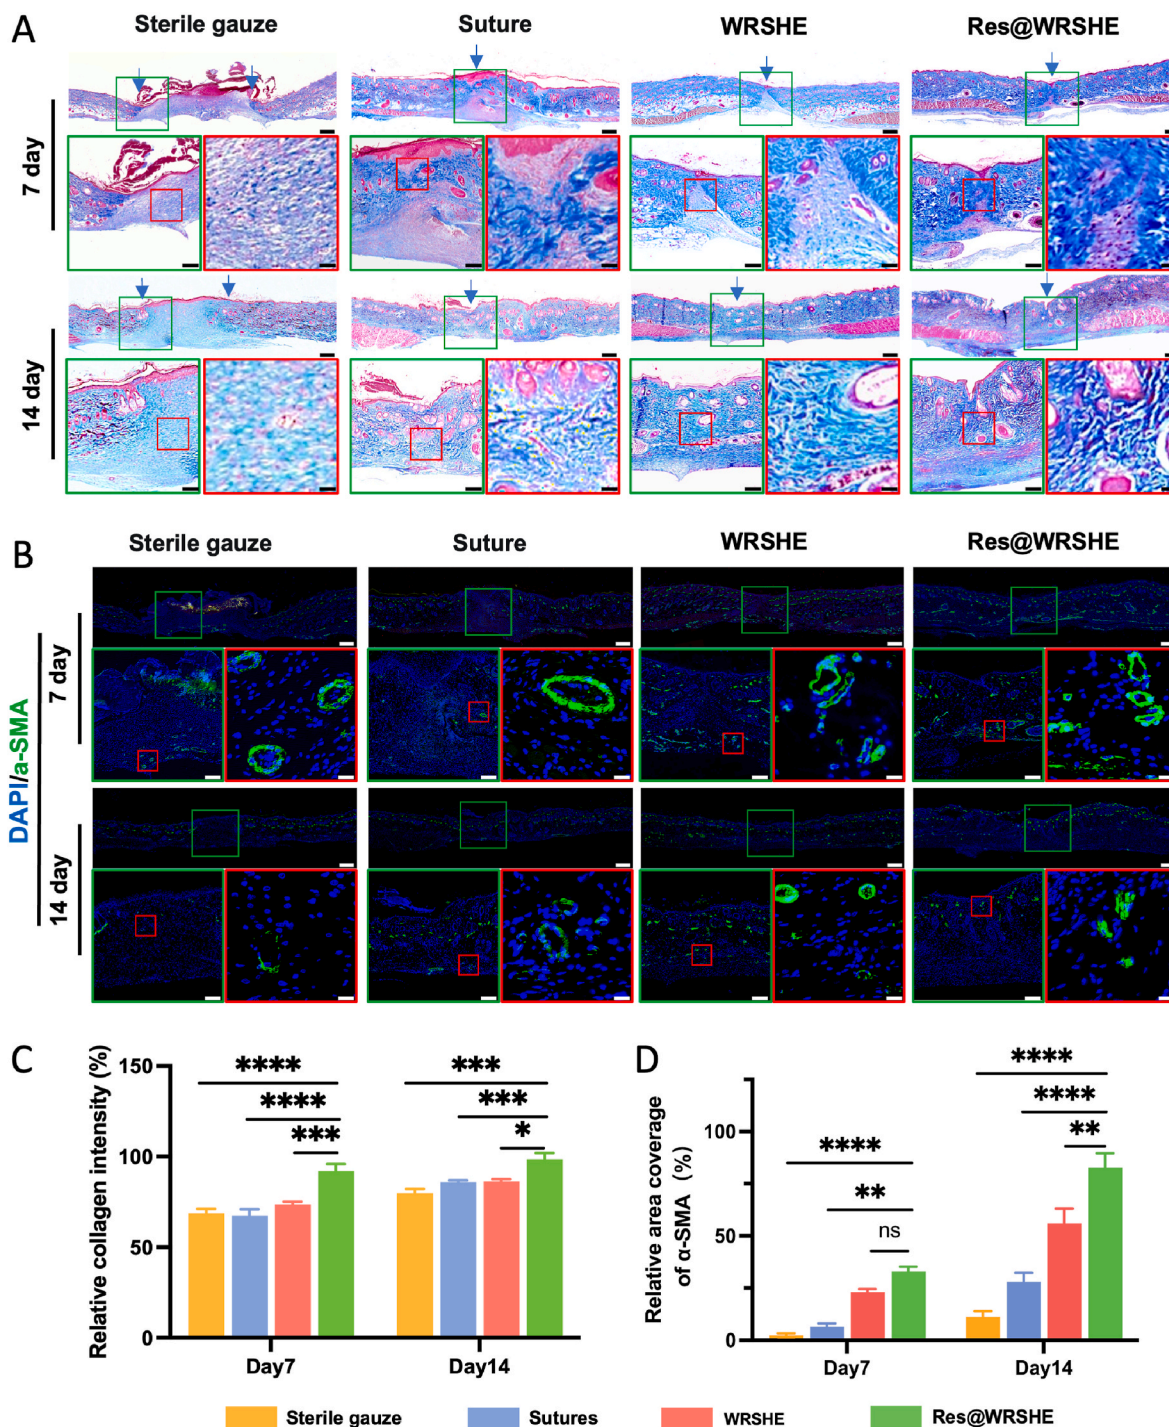 A
Sterile gauze Suture WRSHE Res@WRSHE
7 day
14 day
B
Sterile gauze Suture WRSHE Res@WRSHE
DAPI/a-SMA
7 day
14 day
C
Relative collagen intensity (%)
150
100
50
0
**** *** 
**** *** 
*** * 
Day7 Day14
D
Relative area coverage
of α-SMA (%)
100
50
0
**** **** 
** **** 
ns ** 
Day7 Day14
Sterile gauze Sutures WRSHE Res@WRSHE